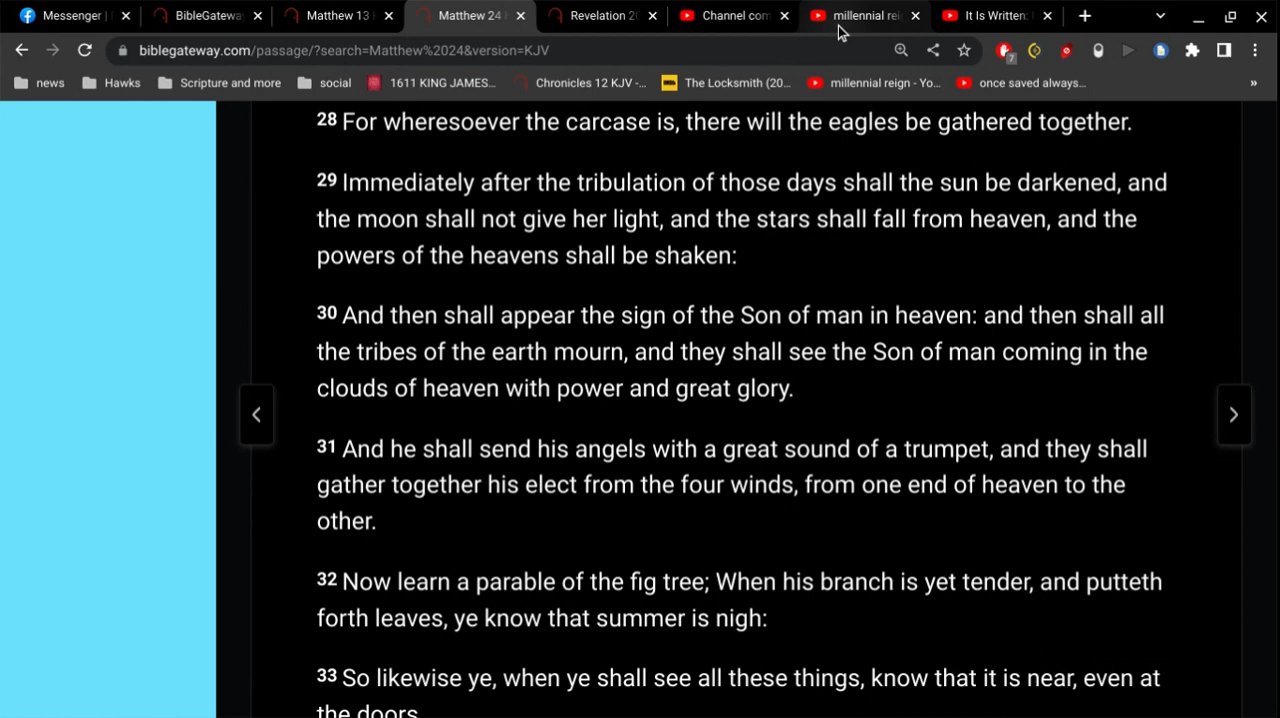 Messenger |
BibleGatewa
Matthew 13
Matthew 24
Revelation 20
Channel com
millennial rei
It Is Written:
biblegateway.com/passage/?search=Matthew%2024&version=KJV
7
news
Hawks
Scripture and more
social
1611 KING JAMES...
Chronicles 12 KJV -...
The Locksmith (20...
millennial reign - Yo...
once saved always...
»
28 For wheresoever the carcase is, there will the eagles be gathered together.
29 Immediately after the tribulation of those days shall the sun be darkened, and
the moon shall not give her light, and the stars shall fall from heaven, and the
powers of the heavens shall be shaken:
30 And then shall appear the sign of the Son of man in heaven: and then shall all
the tribes of the earth mourn, and they shall see the Son of man coming in the
clouds of heaven with power and great glory.
31 And he shall send his angels with a great sound of a trumpet, and they shall
gather together his elect from the four winds, from one end of heaven to the
other.
32 Now learn a parable of the fig tree; When his branch is yet tender, and putteth
forth leaves, ye know that summer is nigh:
33 So likewise ye, when ye shall see all these things, know that it is near, even at
the doors